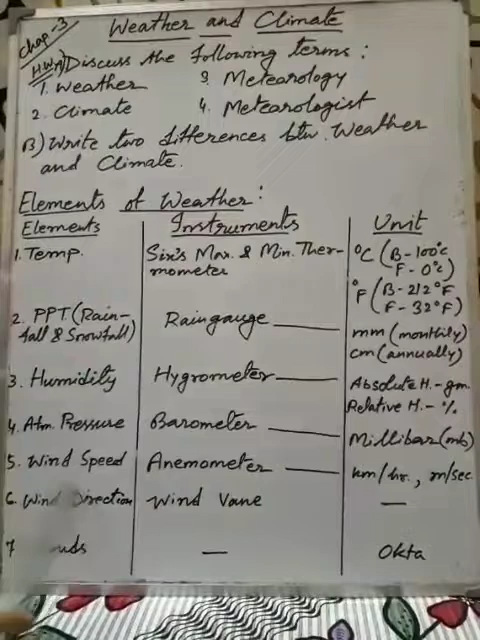 Chap-3
Weather and Climate
H.W. A) Discuss the following terms:
1. Weather 3. Meteorology
2. Climate 4. Meteorologist
B) Write two differences btw. Weather
and Climate.
Elements of Weather:
Elements Instruments Unit
1. Temp. Six's Max. & Min. Ther-
mometer
°C (B-100°C
F-0°C)
°F (B-212°F
F-32°F)
2. PPT (Rain-
fall & Snowfall) Raingauge
mm (monthly)
cm (annually)
3. Humidity Hygrometer
Absolute H.-gm.
Relative H.-%
4. Atm. Pressure Barometer Millibar (mb)
5. Wind Speed Anemometer km/hr., m/sec
6. Wind Direction Wind Vane —
7 — Okta